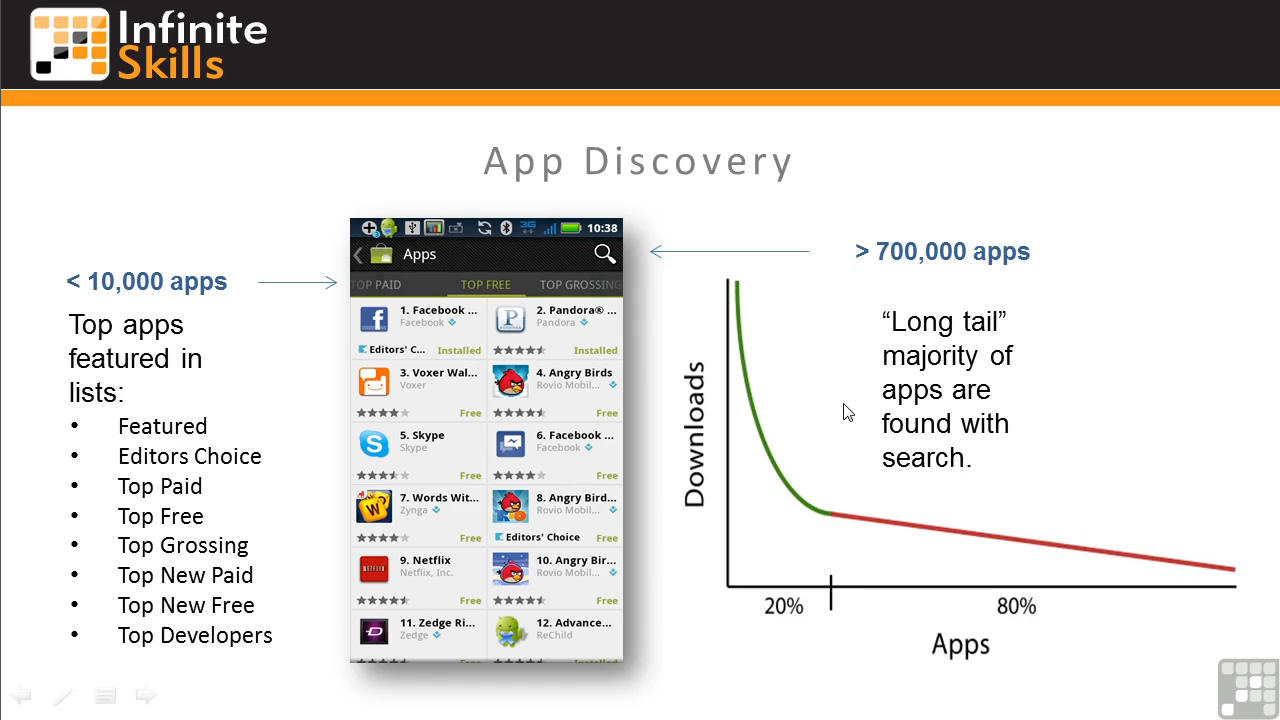 Infinite
Skills
App Discovery
< 10,000 apps
Top apps
featured in
lists:
• Featured
• Editors Choice
• Top Paid
• Top Free
• Top Grossing
• Top New Paid
• Top New Free
• Top Developers
3G
10:38
Apps
TOP PAID
TOP FREE
TOP GROSSING
1. Facebook ...
Facebook
Editors' C...
Installed
2. Pandora® ...
Pandora
Installed
3. Voxer Wal...
Voxer
Free
4. Angry Birds
Rovio Mobil...
Free
5. Skype
Skype
Free
6. Facebook ...
Facebook
Free
7. Words Wit...
Zynga
Free
8. Angry Bird...
Rovio Mobil...
Editors' Choice
Free
9. Netflix
Netflix, Inc.
NETFLIX
Free
10. Angry Bir...
Rovio Mobil...
Free
11. Zedge Ri...
Zedge
12. Advance...
ReChild
> 700,000 apps
“Long tail”
majority of
apps are
found with
search.
Downloads
20%
80%
Apps